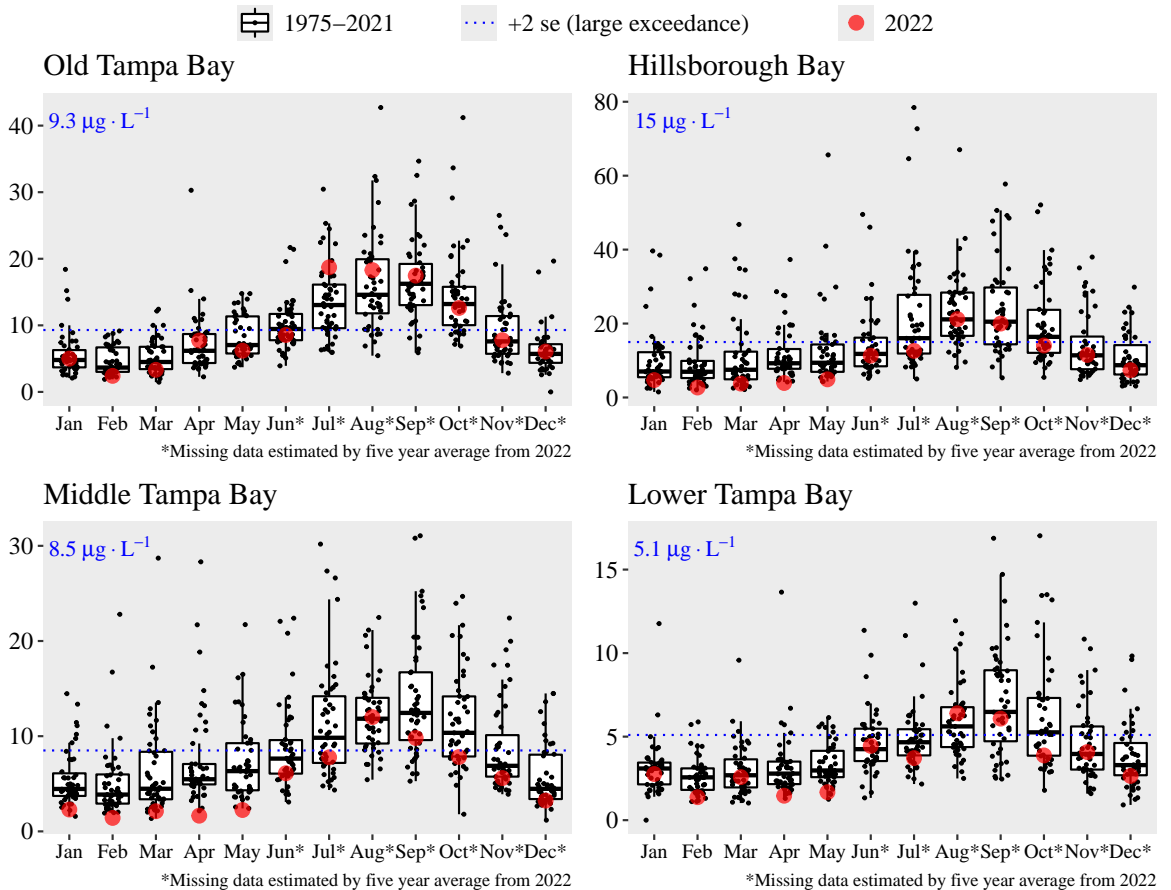 1975–2021 +2 se (large exceedance) 2022
Old Tampa Bay
9.3 μg · L⁻¹
40
30
20
10
0
Jan Feb Mar Apr May Jun* Jul* Aug* Sep* Oct* Nov* Dec*
*Missing data estimated by five year average from 2022
Hillsborough Bay
15 μg · L⁻¹
80
60
40
20
0
Jan Feb Mar Apr May Jun* Jul* Aug* Sep* Oct* Nov* Dec*
*Missing data estimated by five year average from 2022
Middle Tampa Bay
8.5 μg · L⁻¹
30
20
10
0
Jan Feb Mar Apr May Jun* Jul* Aug* Sep* Oct* Nov* Dec*
*Missing data estimated by five year average from 2022
Lower Tampa Bay
5.1 μg · L⁻¹
15
10
5
0
Jan Feb Mar Apr May Jun* Jul* Aug* Sep* Oct* Nov* Dec*
*Missing data estimated by five year average from 2022